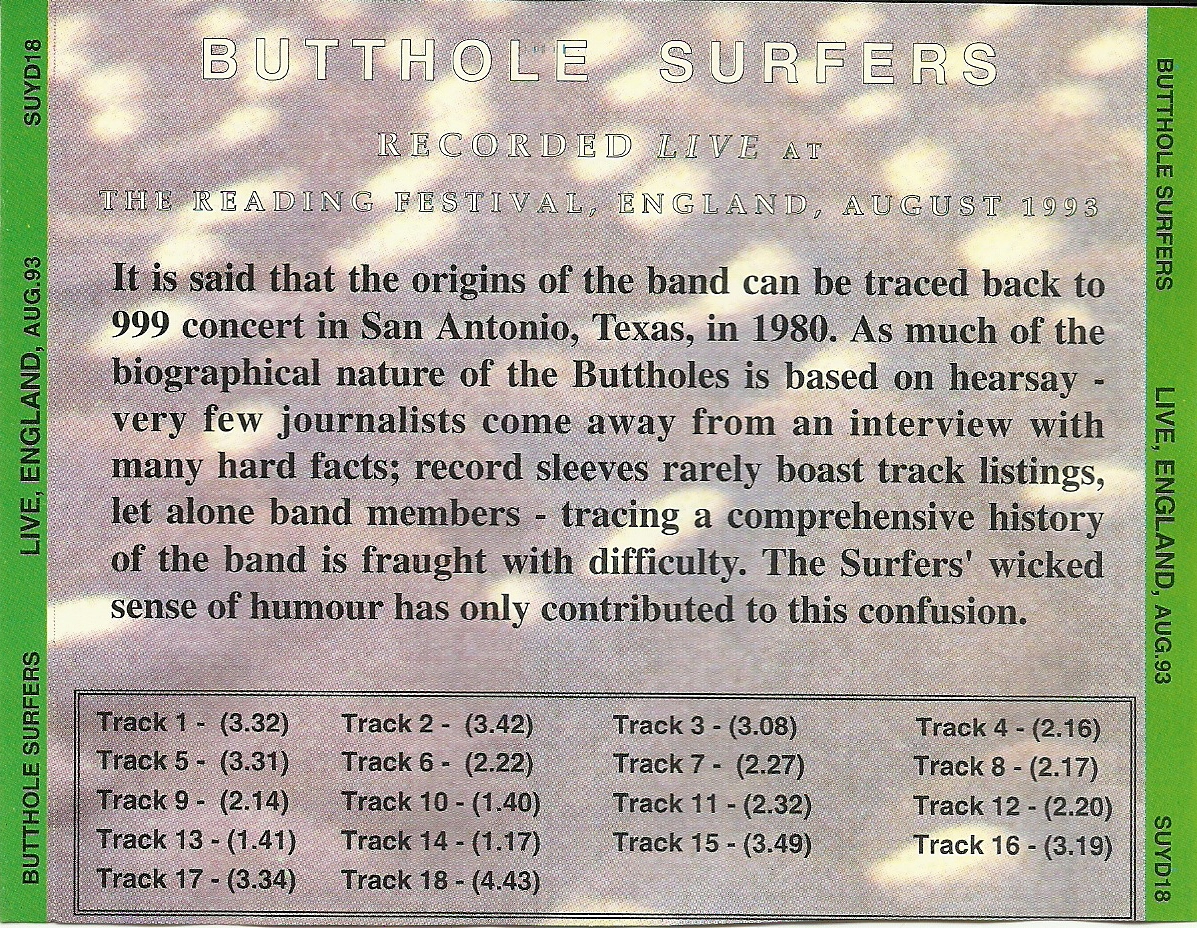 BUTTHOLE SURFERS
RECORDED LIVE AT
THE READING FESTIVAL, ENGLAND, AUGUST 1993
It is said that the origins of the band can be traced back to
999 concert in San Antonio, Texas, in 1980. As much of the
biographical nature of the Buttholes is based on hearsay -
very few journalists come away from an interview with
many hard facts; record sleeves rarely boast track listings,
let alone band members - tracing a comprehensive history
of the band is fraught with difficulty. The Surfers' wicked
sense of humour has only contributed to this confusion.
Track 1 - (3.32) Track 2 - (3.42) Track 3 - (3.08) Track 4 - (2.16)
Track 5 - (3.31) Track 6 - (2.22) Track 7 - (2.27) Track 8 - (2.17)
Track 9 - (2.14) Track 10 - (1.40) Track 11 - (2.32) Track 12 - (2.20)
Track 13 - (1.41) Track 14 - (1.17) Track 15 - (3.49) Track 16 - (3.19)
Track 17 - (3.34) Track 18 - (4.43)
BUTTHOLE SURFERS LIVE, ENGLAND, AUG.93 SUYD18
BUTTHOLE SURFERS LIVE, ENGLAND, AUG.93 SUYD18